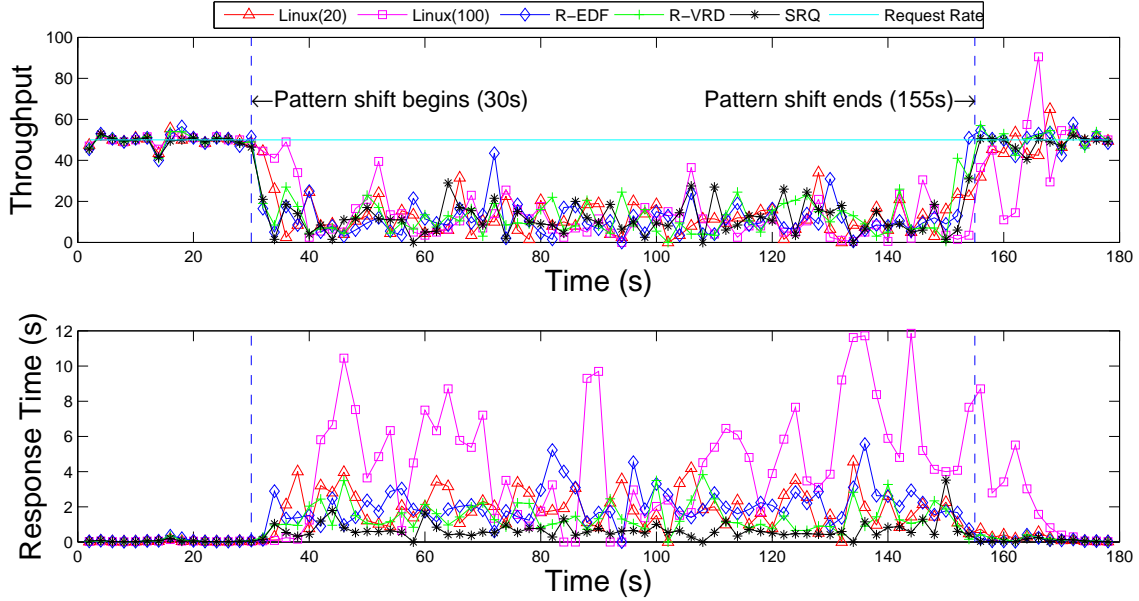 Linux(20) Linux(100) R−EDF R−VRD SRQ Request Rate
100
80
60
40
20
0
Throughput
←Pattern shift begins (30s)
Pattern shift ends (155s)→
0 20 40 60 80 100 120 140 160 180
Time (s)
12
10
8
6
4
2
0
Response Time (s)
0 20 40 60 80 100 120 140 160 180
Time (s)